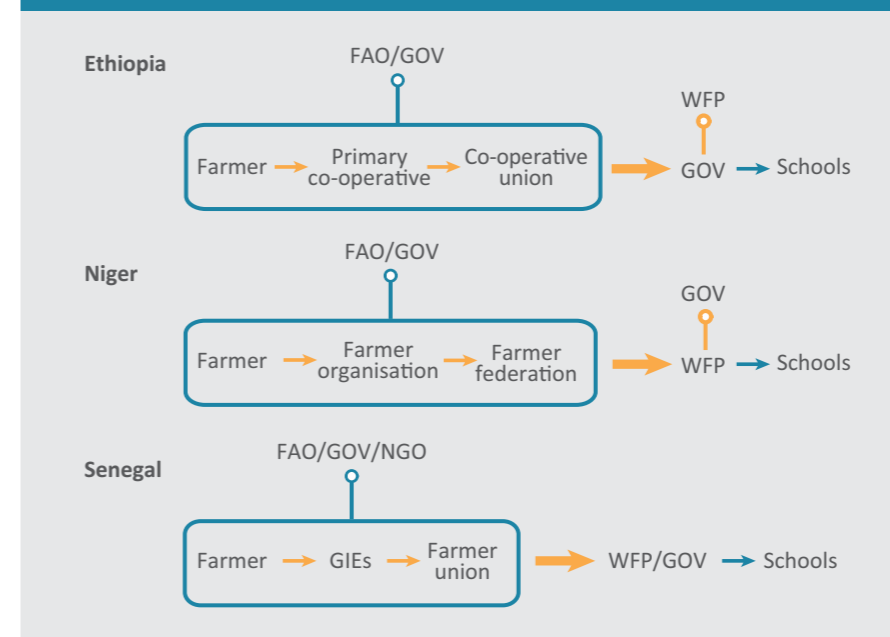 Ethiopia
FAO/GOV
WFP
Farmer
Primary
co-operative
Co-operative
union
GOV
Schools
Niger
FAO/GOV
GOV
Farmer
Farmer
organisation
Farmer
federation
WFP
Schools
Senegal
FAO/GOV/NGO
Farmer
GIEs
Farmer
union
WFP/GOV
Schools